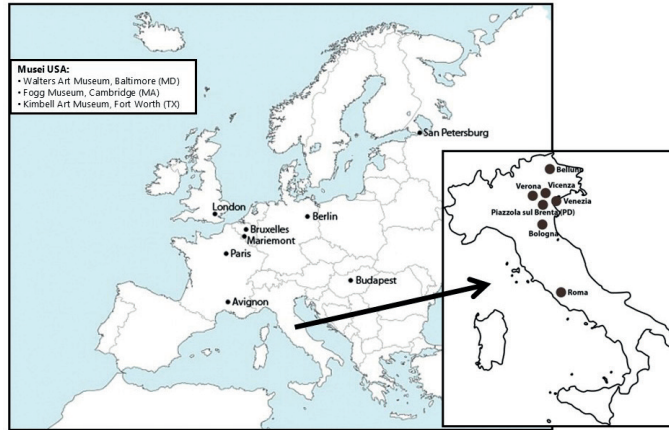 Musei USA:
• Walters Art Museum, Baltimore (MD)
• Fogg Museum, Cambridge (MA)
• Kimbell Art Museum, Fort Worth (TX)
San Petersburg
London
Berlin
Bruxelles
Mariemont
Paris
Budapest
Avignon
Belluno
Verona
Vicenza
Venezia
Piazzola sul Brenta (PD)
Bologna
Roma